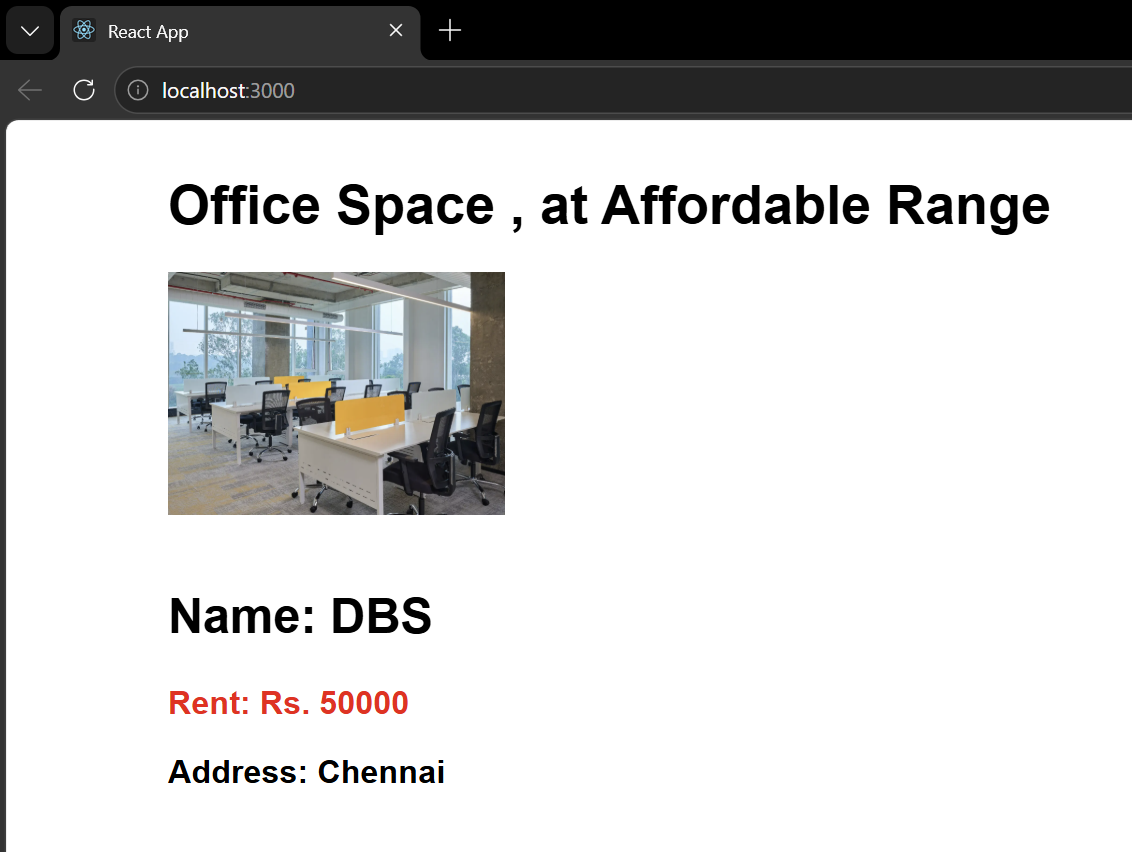 React App
localhost:3000
Office Space , at Affordable Range
Name: DBS
Rent: Rs. 50000
Address: Chennai